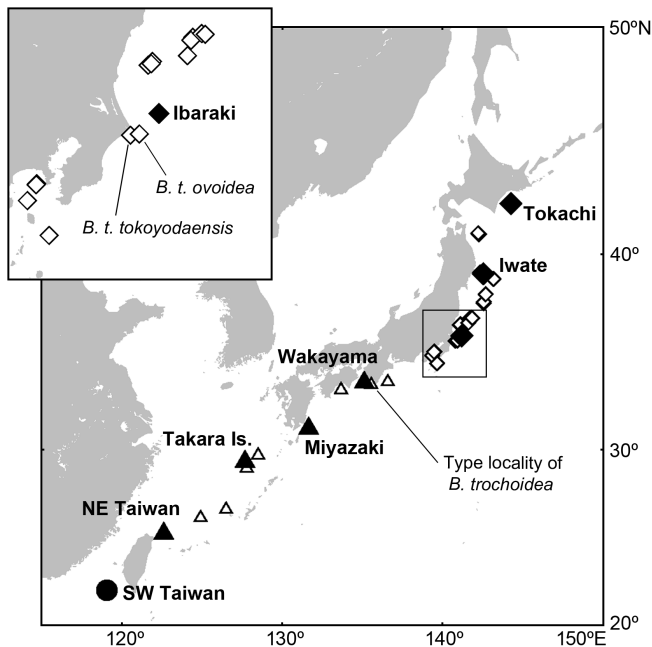 50ºN
Ibaraki
B. t. ovoidea
B. t. tokoyodaensis
Tokachi
40º
Iwate
Wakayama
Takara Is.
Miyazaki
30º
Type locality of
B. trochoidea
NE Taiwan
SW Taiwan
20º
120º
130º
140º
150ºE